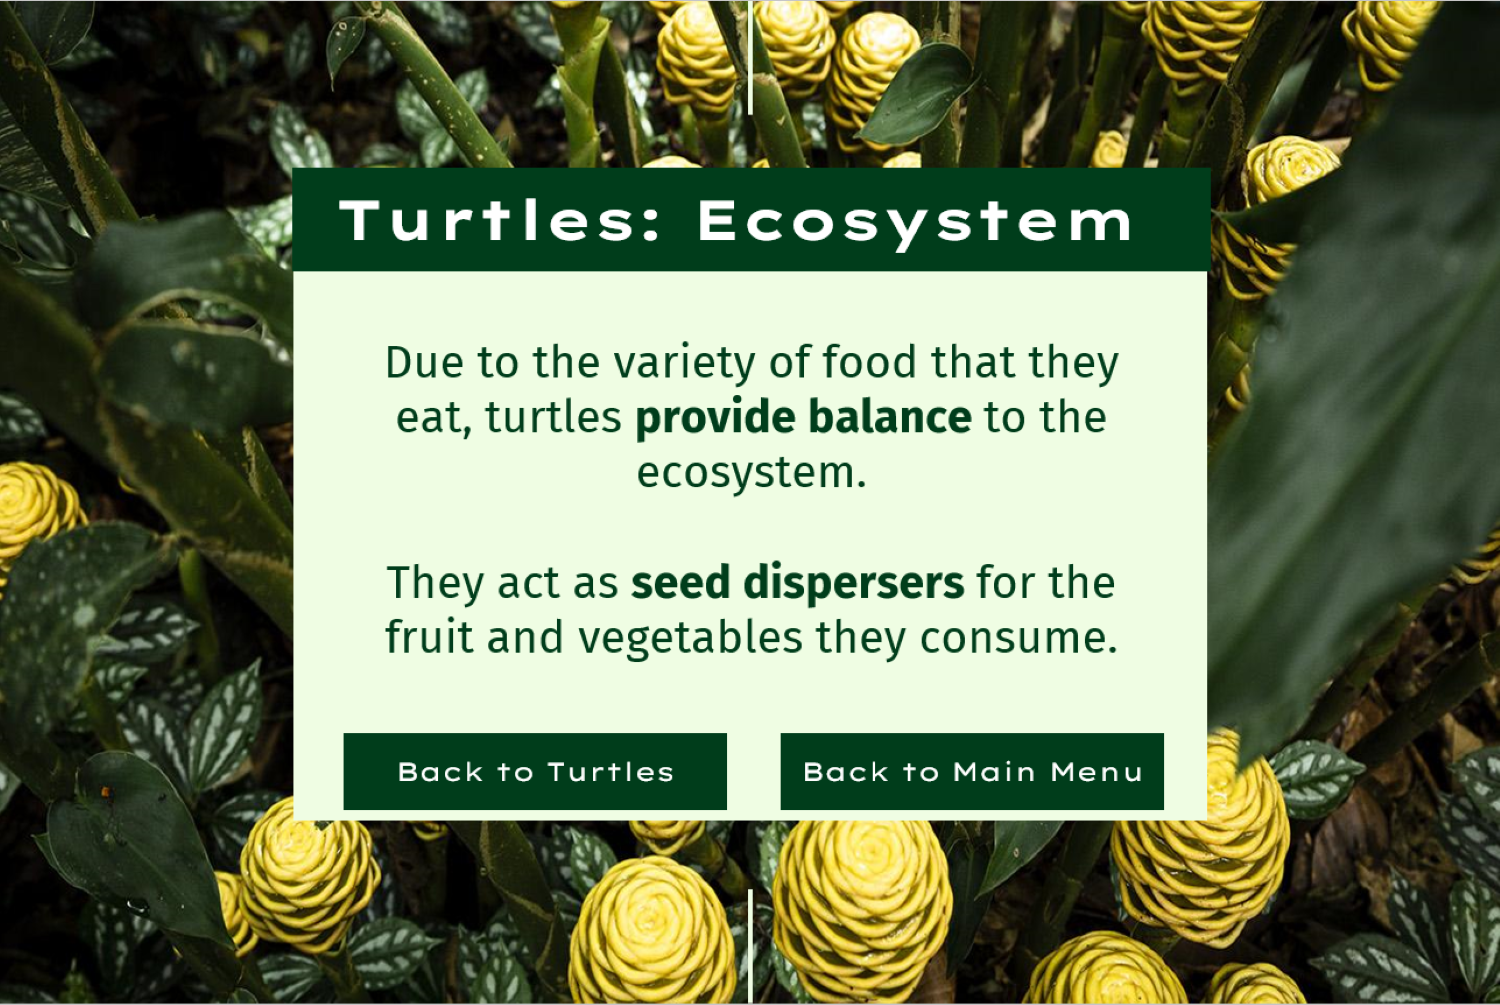 Turtles: Ecosystem
Due to the variety of food that they
eat, turtles provide balance to the
ecosystem.
They act as seed dispersers for the
fruit and vegetables they consume.
Back to Turtles
Back to Main Menu